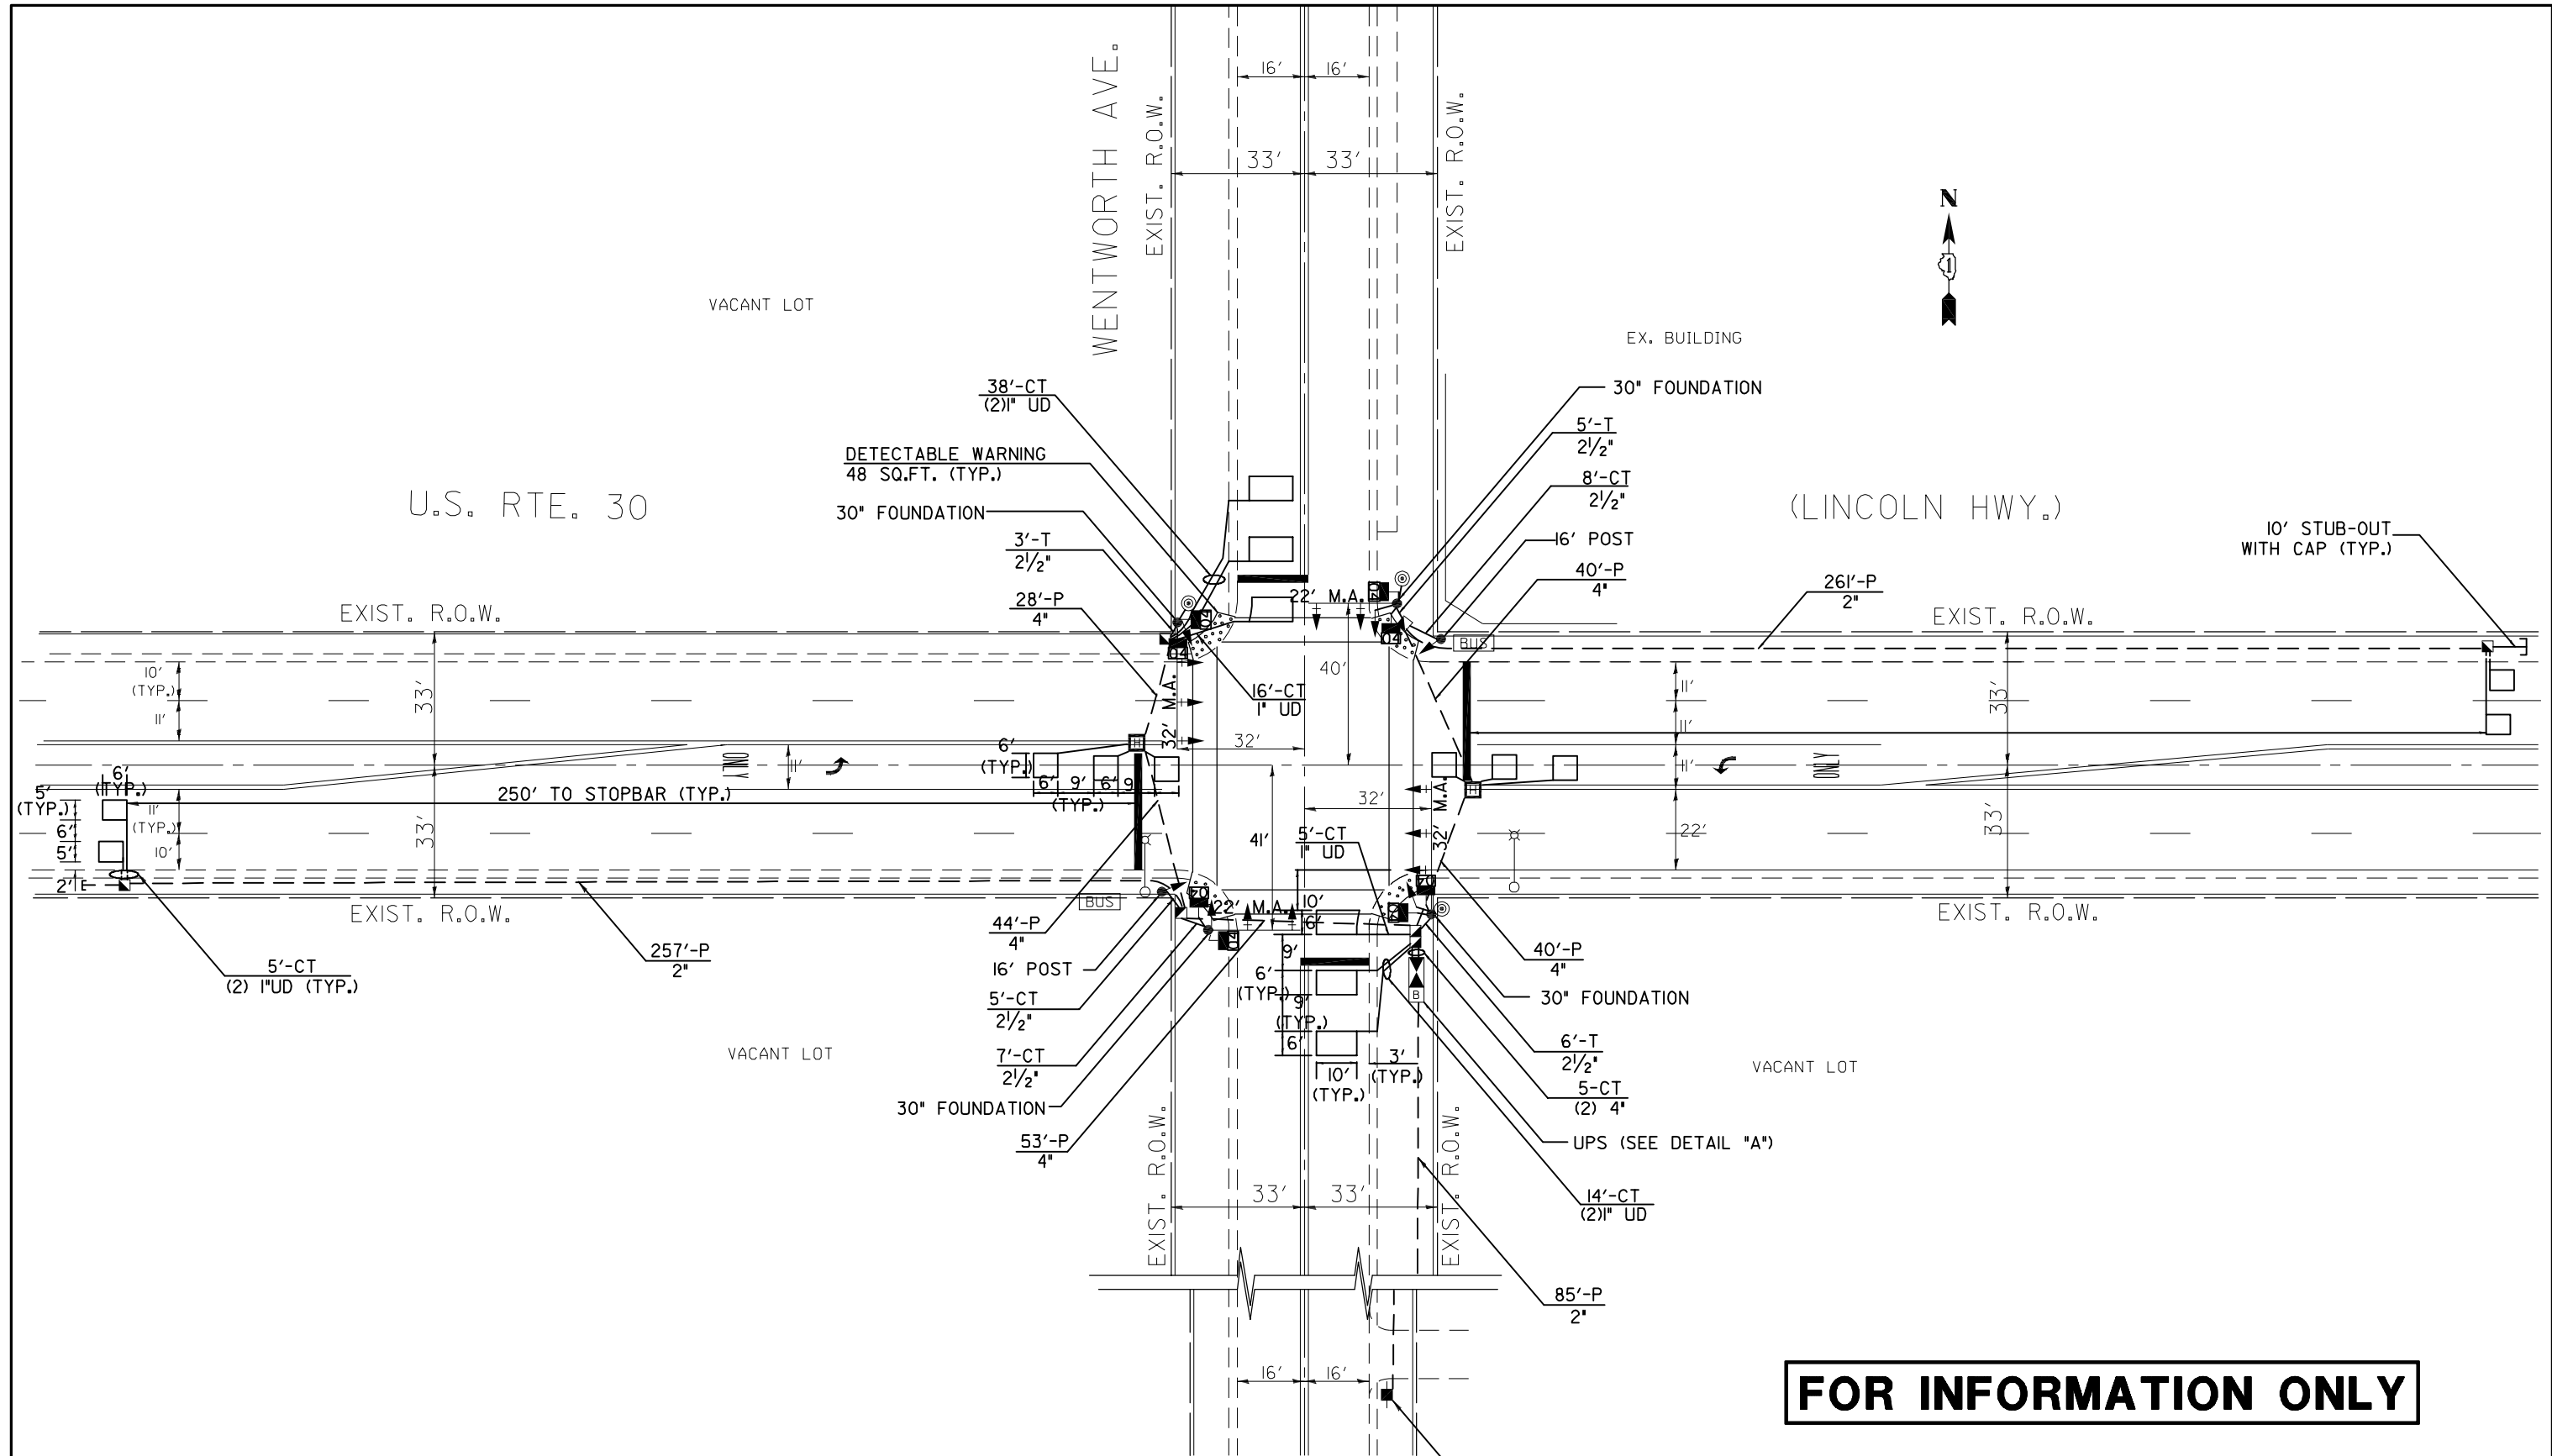 16'
16'
WENTWORTH AVE.
EXIST. R.O.W.
EXIST. R.O.W.
33'
33'
N
1
VACANT LOT
EX. BUILDING
38'-CT
(2)1" UD
30" FOUNDATION
5'-T
2 1/2"
DETECTABLE WARNING
48 SQ.FT. (TYP.)
8'-CT
2 1/2"
U.S. RTE. 30
(LINCOLN HWY.)
30" FOUNDATION
10' STUB-OUT
WITH CAP (TYP.)
3'-T
2 1/2"
16' POST
40'-P
4"
261'-P
2"
28'-P
4"
22' M.A.
EXIST. R.O.W.
EXIST. R.O.W.
BUS
10'
(TYP.)
33'
11'
40'
M.A.
32'
16'-CT
1" UD
32'
11'
11'
33'
6'
(TYP.)
ONLY
11'
11'
ONLY
6'
(TYP.)
5'
(TYP.)
250' TO STOPBAR (TYP.)
6'
9'
6'
9'
(TYP.)
32'
M.A.
32'
11'
(TYP.)
6'
5'
10'
33'
41'
5'-CT
1" UD
22'
33'
2'
BUS
22' M.A.
10'
6'
EXIST. R.O.W.
EXIST. R.O.W.
44'-P
4"
257'-P
2"
5'-CT
(2) 1"UD (TYP.)
16' POST
9'
6'
(TYP.)
9'
(TYP.)
6'
B
40'-P
4"
30" FOUNDATION
5'-CT
2 1/2"
VACANT LOT
7'-CT
2 1/2"
10'
(TYP.)
3'
(TYP.)
6'-T
2 1/2"
VACANT LOT
5-CT
(2) 4"
30" FOUNDATION
53'-P
4"
UPS (SEE DETAIL "A")
EXIST. R.O.W.
EXIST. R.O.W.
33'
33'
14'-CT
(2)1" UD
85'-P
2"
16'
16'
FOR INFORMATION ONLY